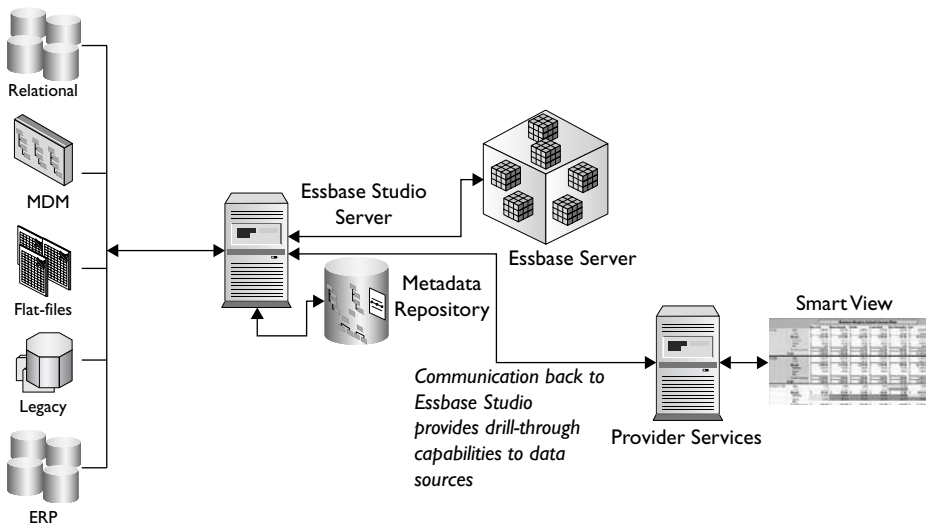 Relational
MDM
Flat-files
Legacy
ERP
Essbase Studio
Server
Metadata
Repository
Essbase Server
Communication back to
Essbase Studio
provides drill-through
capabilities to data
sources
Provider Services
Smart View